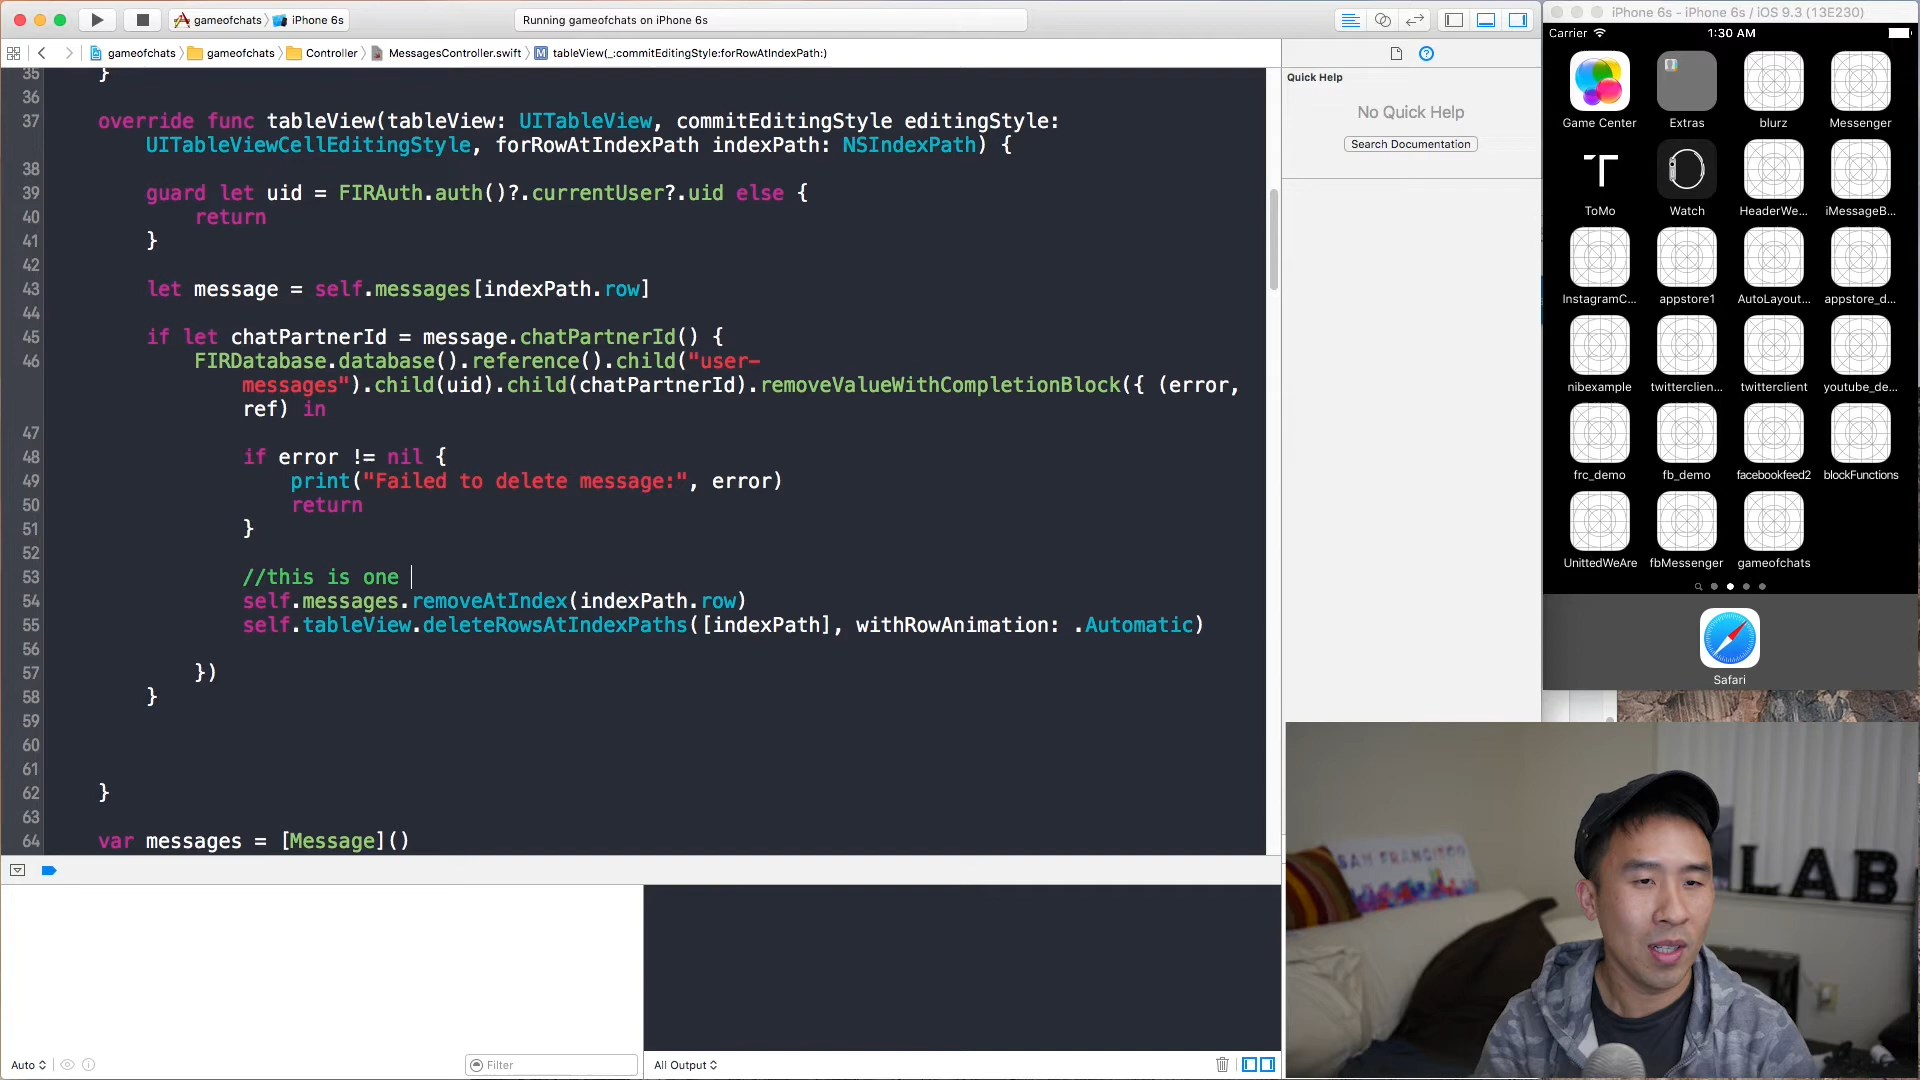 gameofchats
iPhone 6s
Running gameofchats on iPhone 6s
iPhone 6s - iPhone 6s / iOS 9.3 (13E230)
gameofchats
gameofchats
Controller
MessagesController.swift
M
tableView(_:commitEditingStyle:forRowAtIndexPath:)
35 }
36
37 override func tableView(tableView: UITableView, commitEditingStyle editingStyle:
UITableViewCellEditingStyle, forRowAtIndexPath indexPath: NSIndexPath) {
38
39 guard let uid = FIRAuth.auth()?.currentUser?.uid else {
40 return
41 }
42
43 let message = self.messages[indexPath.row]
44
45 if let chatPartnerId = message.chatPartnerId() {
46 FIRDatabase.database().reference().child("user-
messages").child(uid).child(chatPartnerId).removeValueWithCompletionBlock({ (error,
ref) in
47
48 if error != nil {
49 print("Failed to delete message:", error)
50 return
51 }
52
53 //this is one
54 self.messages.removeAtIndex(indexPath.row)
55 self.tableView.deleteRowsAtIndexPaths([indexPath], withRowAnimation: .Automatic)
56
57 })
58 }
59
60
61
62 }
63
64 var messages = [Message]()
Auto
Filter
All Output
Quick Help
No Quick Help
Search Documentation
Carrier
1:30 AM
Game Center
Extras
blurz
Messenger
T
ToMo
Watch
HeaderWe...
iMessageB...
InstagramC...
appstore1
AutoLayout...
appstore_d...
nibexample
twitterclien...
twitterclient
youtube_de...
frc_demo
fb_demo
facebookfeed2
blockFunctions
UnittedWeAre
fbMessenger
gameofchats
Safari
SAN FRANCISCO
LAB